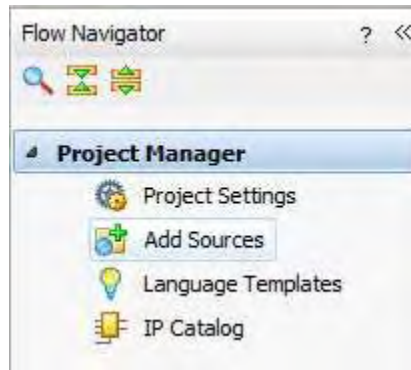 Flow Navigator ? «
Project Manager
Project Settings
Add Sources
Language Templates
IP Catalog